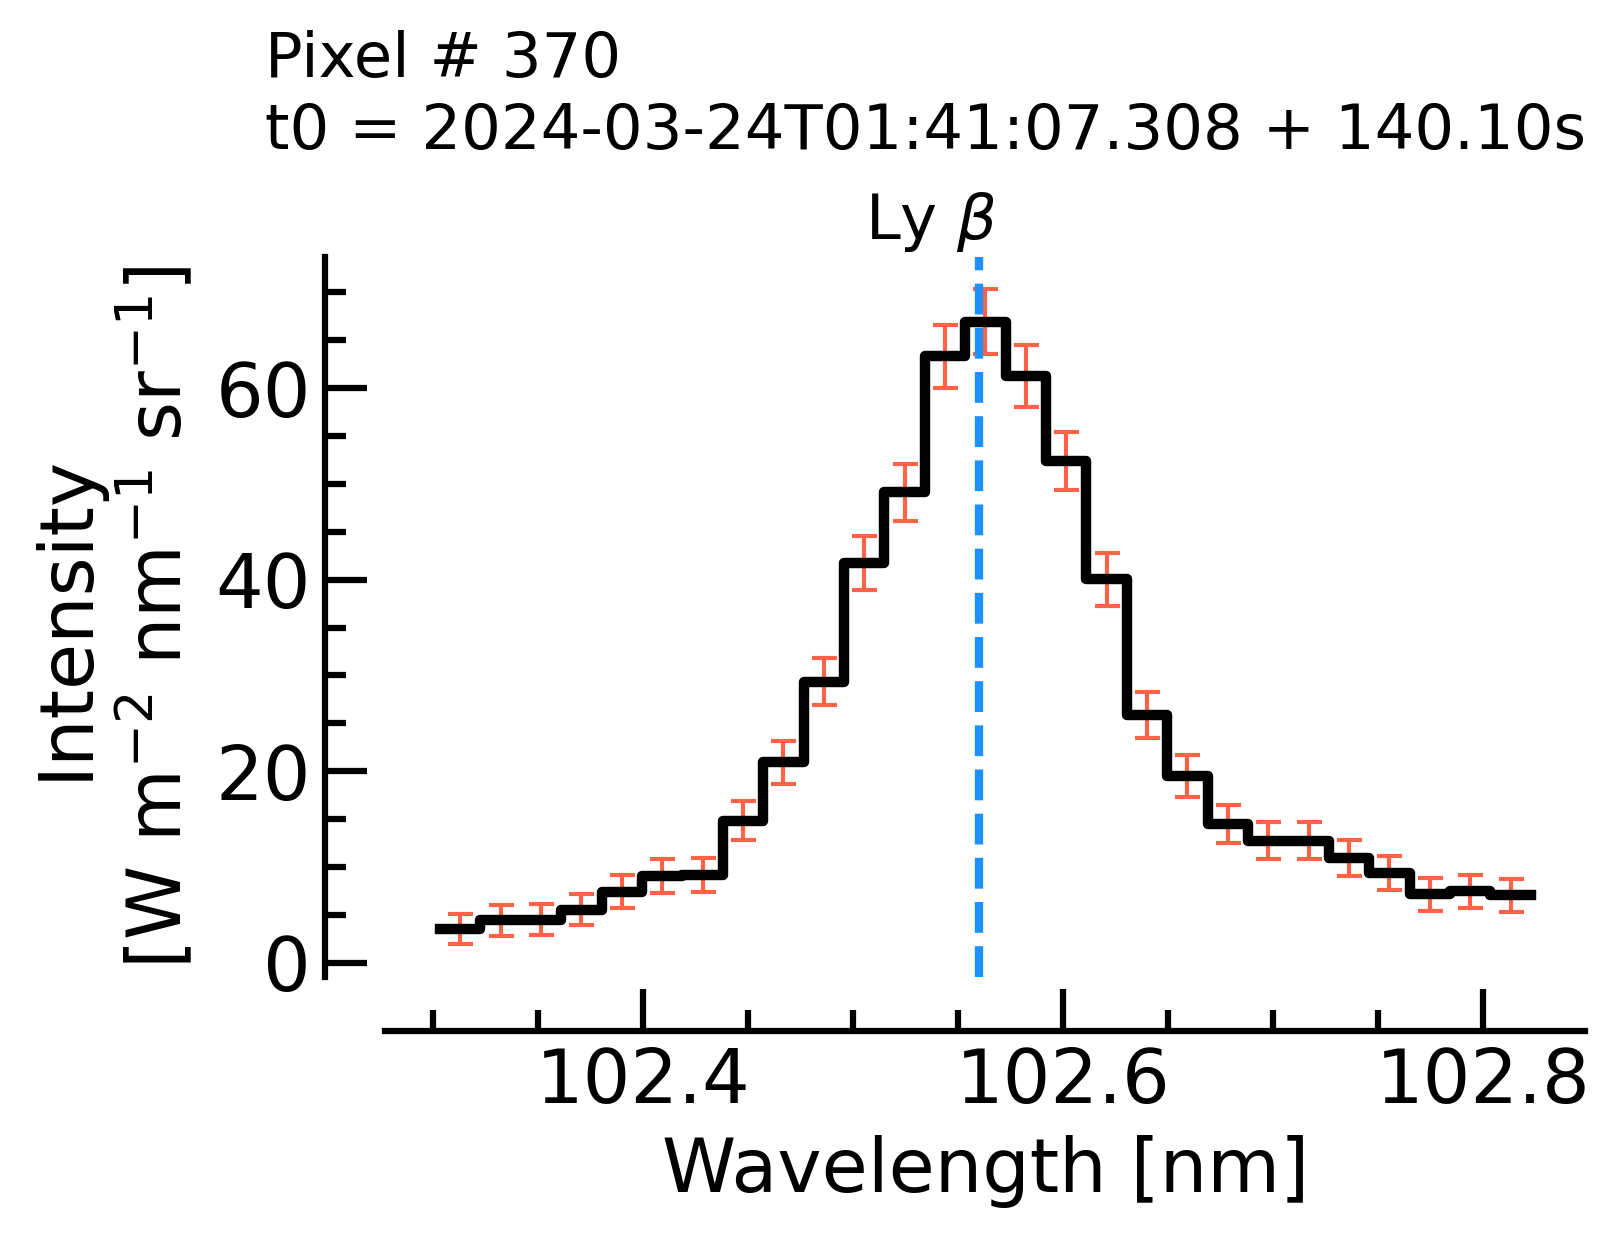 Pixel # 370
t0 = 2024-03-24T01:41:07.308 + 140.10s
Ly β
Intensity
[W m⁻² nm⁻¹ sr⁻¹]
60
40
20
0
102.4 102.6 102.8
Wavelength [nm]